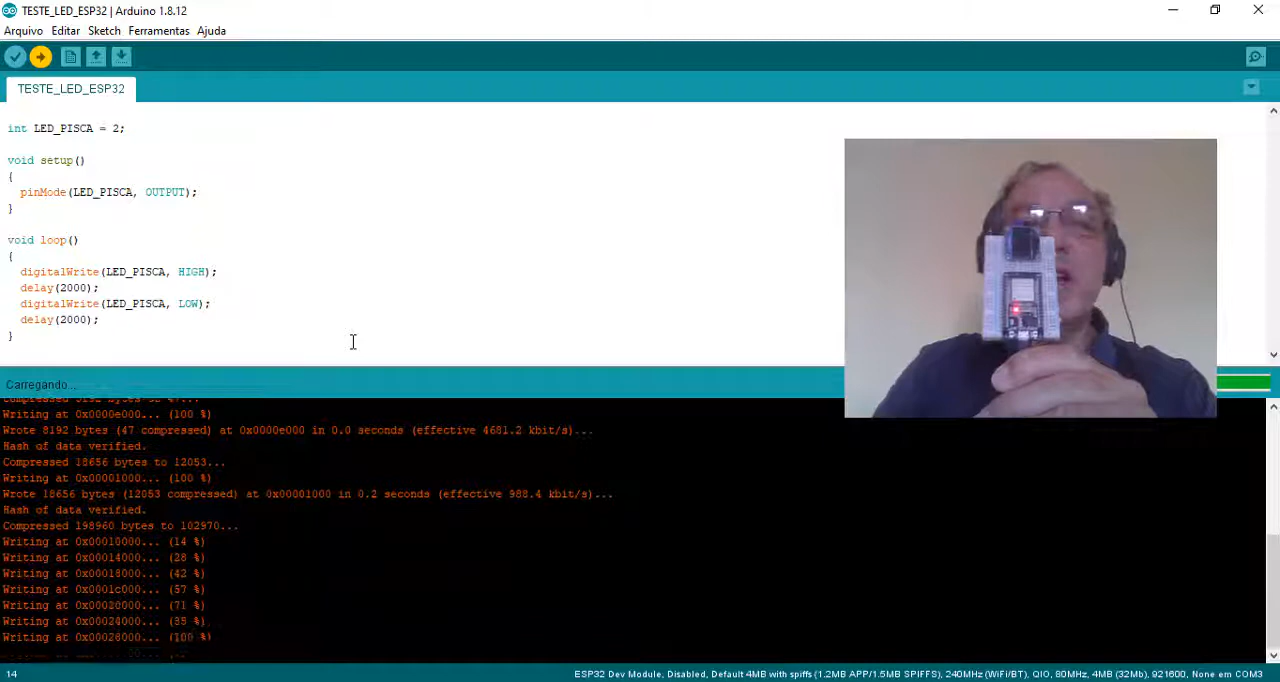 TESTE_LED_ESP32 | Arduino 1.8.12
Arquivo Editar Sketch Ferramentas Ajuda
TESTE_LED_ESP32
int LED_PISCA = 2;
void setup()
{
pinMode(LED_PISCA, OUTPUT);
}
void loop()
{
digitalWrite(LED_PISCA, HIGH);
delay(2000);
digitalWrite(LED_PISCA, LOW);
delay(2000);
}
Carregando...
Compressed 8192 bytes
Writing at 0x0000e000... (100 %)
Wrote 8192 bytes (47 compressed) at 0x0000e000 in 0.0 seconds (effective 4681.2 kbit/s)...
Hash of data verified.
Compressed 18656 bytes to 12053...
Writing at 0x00001000... (100 %)
Wrote 18656 bytes (12053 compressed) at 0x00001000 in 0.2 seconds (effective 988.4 kbit/s)...
Hash of data verified.
Compressed 198960 bytes to 102970...
Writing at 0x00010000... (14 %)
Writing at 0x00014000... (28 %)
Writing at 0x00018000... (42 %)
Writing at 0x0001c000... (57 %)
Writing at 0x00020000... (71 %)
Writing at 0x00024000... (85 %)
Writing at 0x00028000... (100 %)
14 ESP32 Dev Module, Disabled, Default 4MB with spiffs (1.2MB APP/1.5MB SPIFFS), 240MHz (WiFi/BT), QIO, 80MHz, 4MB (32Mb), 921600, None em COM3